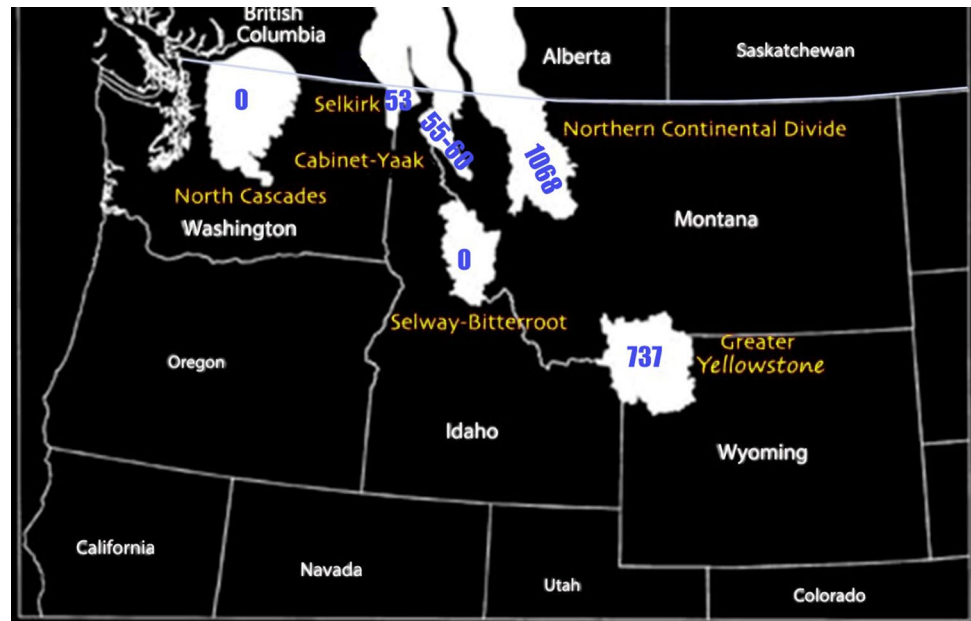 British
Columbia
Alberta
Saskatchewan
0
Selkirk 53
55-60
Northern Continental Divide
Cabinet-Yaak
1068
North Cascades
Washington
Montana
0
Selway-Bitterroot
Oregon
737
Greater
Yellowstone
Idaho
Wyoming
California
Navada
Utah
Colorado